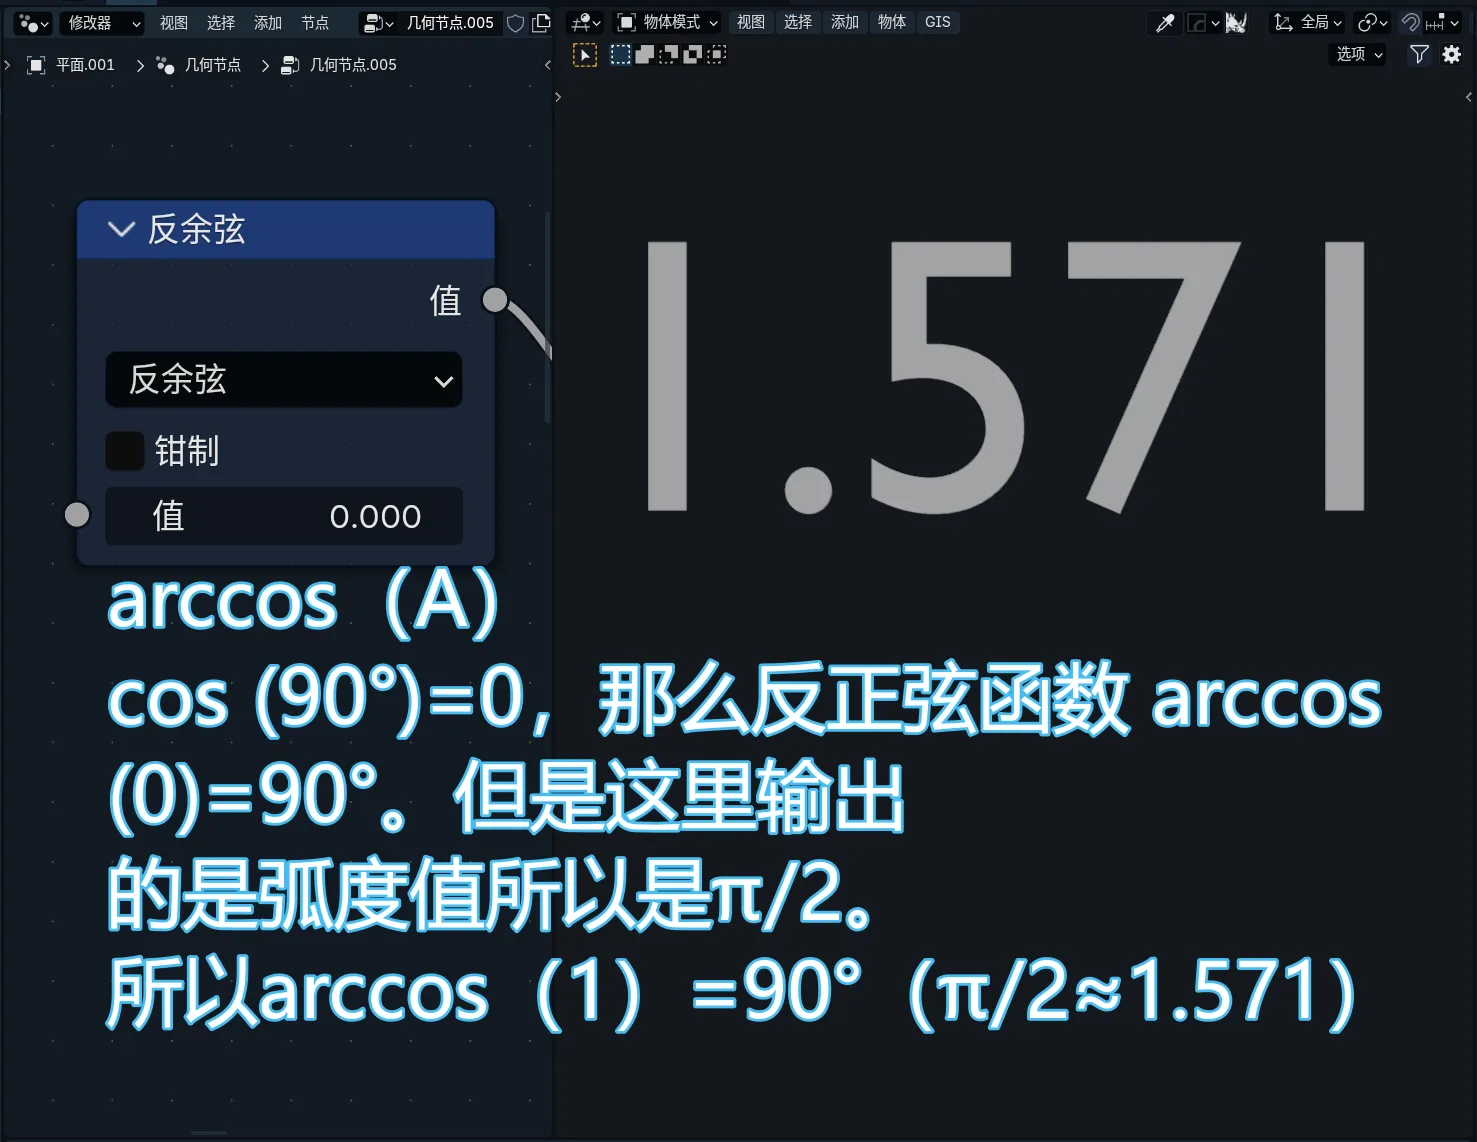 修改器 视图 选择 添加 节点 几何节点.005
物体模式 视图 选择 添加 物体 GIS 全局
平面.001 几何节点 几何节点.005
选项
反余弦
值
反余弦
钳制
值 0.000
1.571
arccos（A）
cos (90°)=0，那么反正弦函数 arccos
(0)=90°。但是这里输出
的是弧度值所以是π/2。
所以arccos（1）=90°（π/2≈1.571）